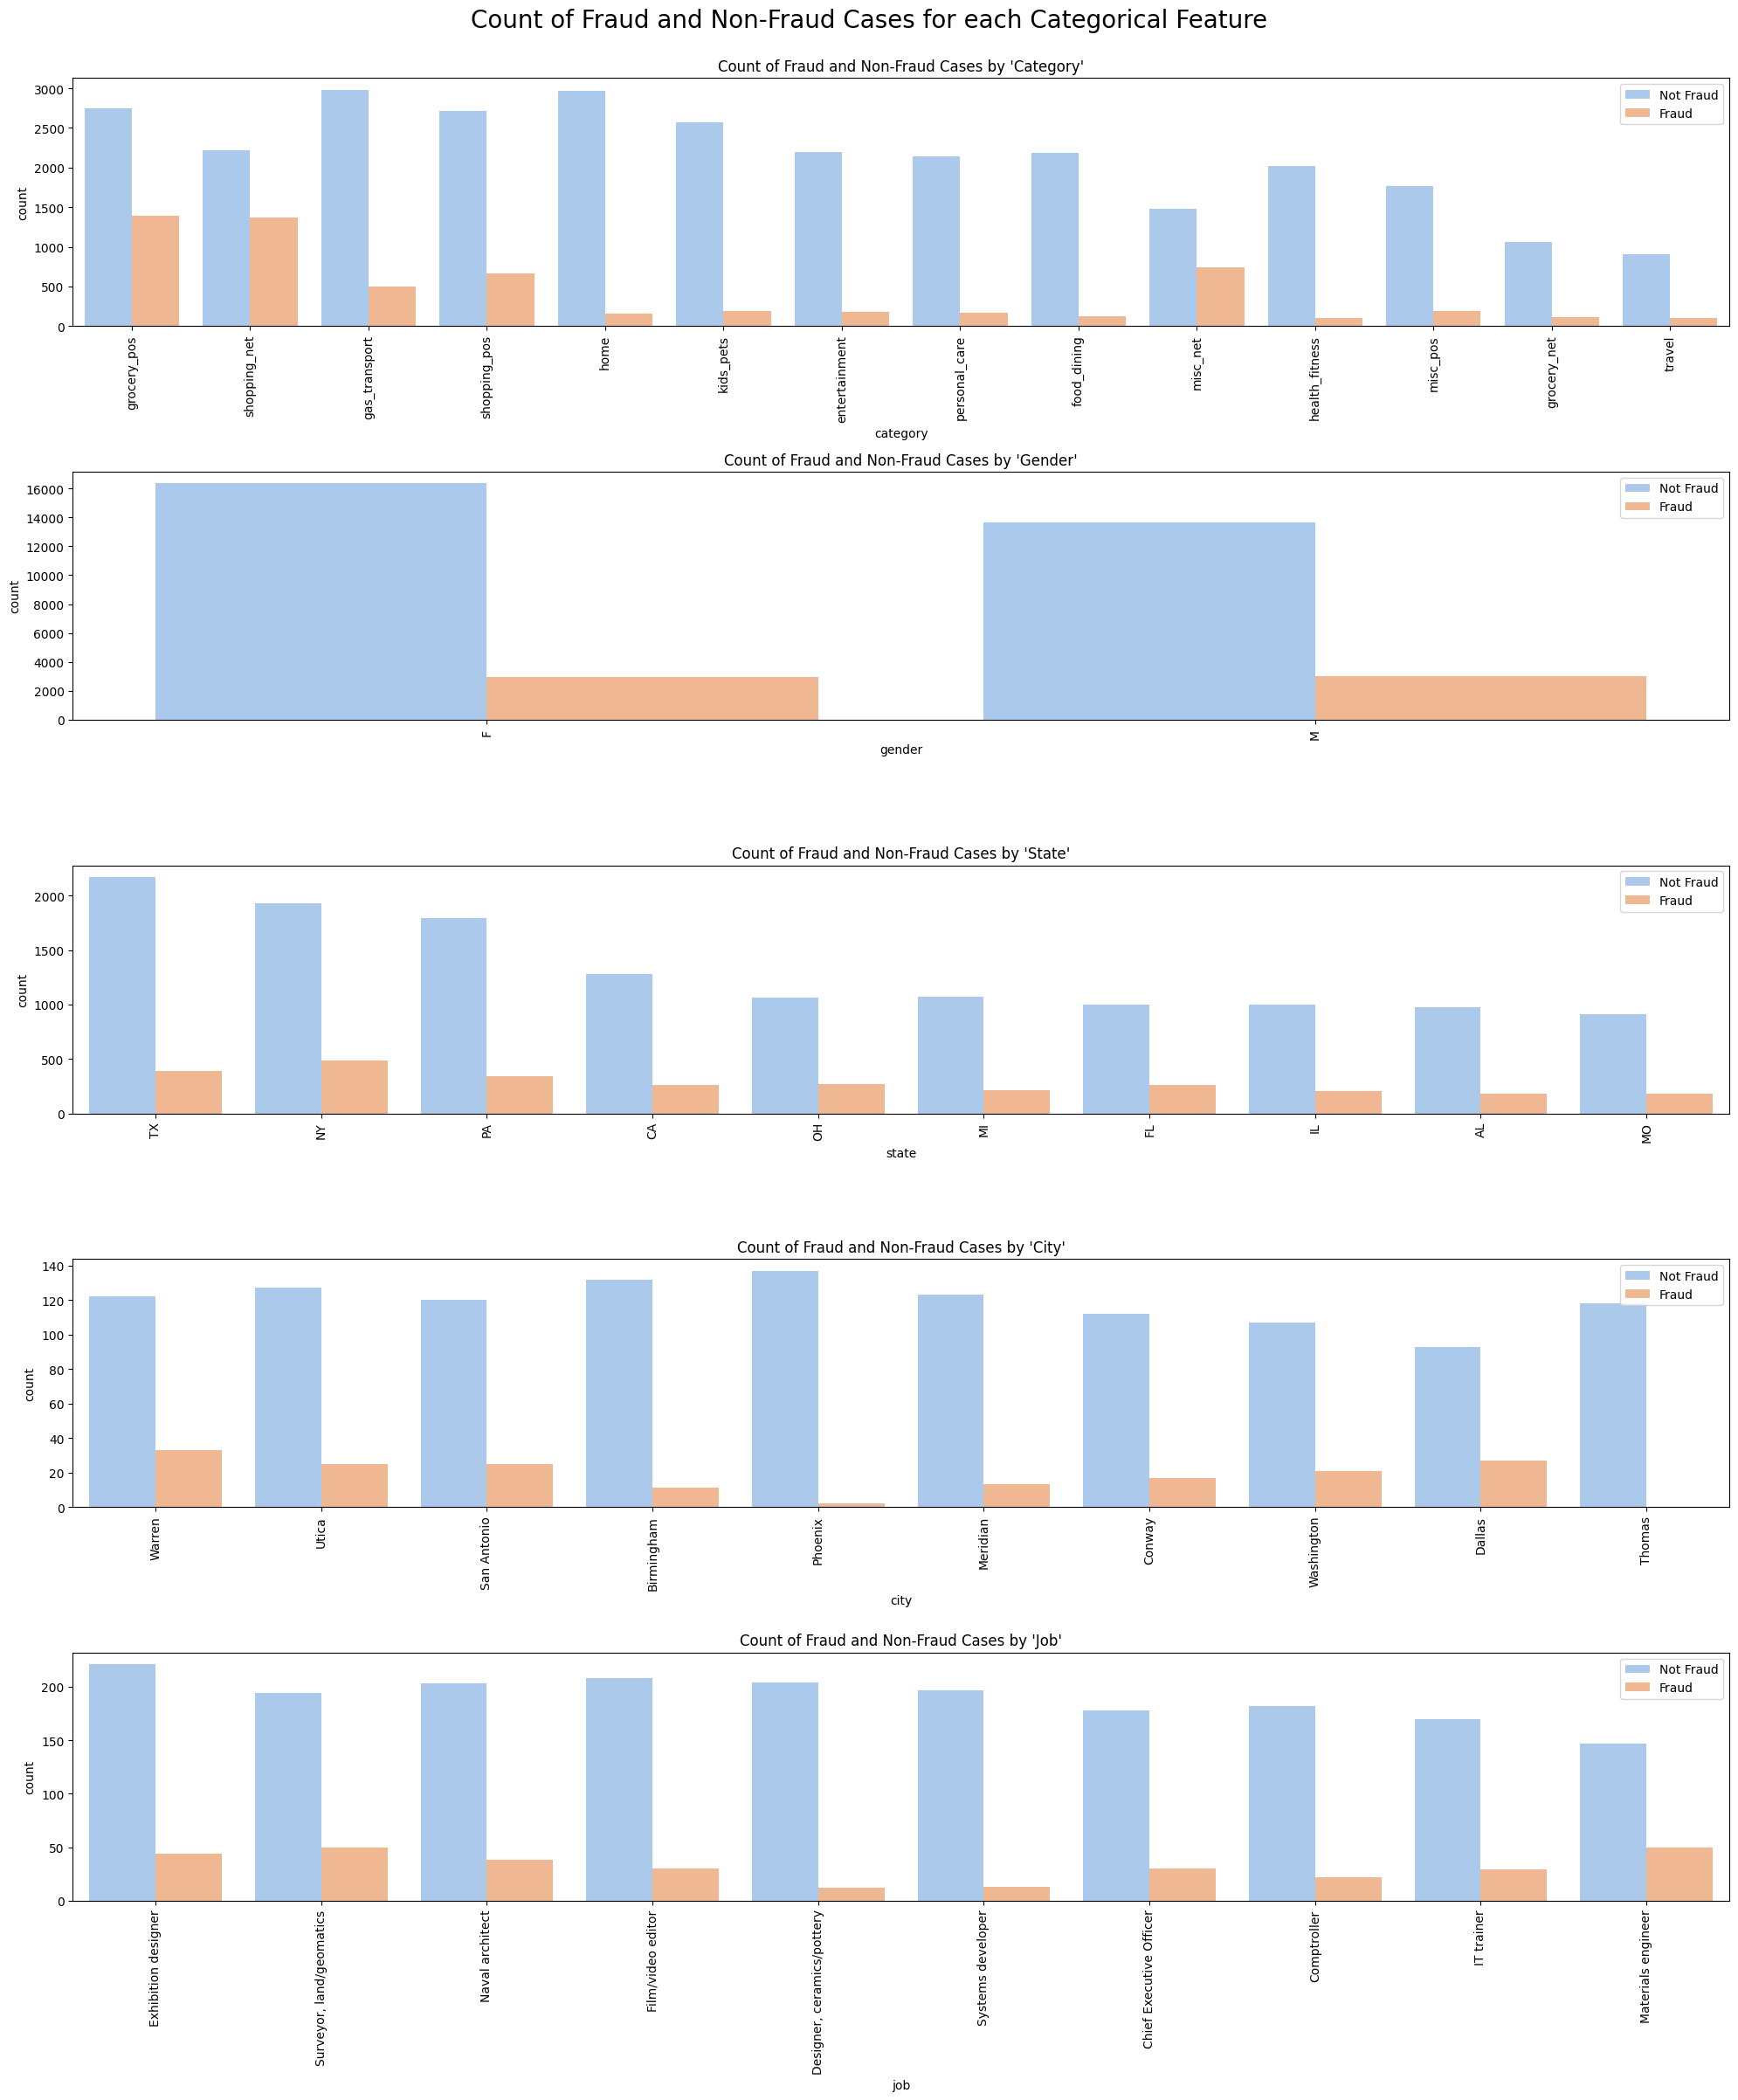 Count of Fraud and Non-Fraud Cases for each Categorical Feature
Count of Fraud and Non-Fraud Cases by 'Category'
Not Fraud
Fraud
count
3000
2500
2000
1500
1000
500
0
grocery_pos
shopping_net
gas_transport
shopping_pos
home
kids_pets
entertainment
personal_care
food_dining
misc_net
health_fitness
misc_pos
grocery_net
travel
category
Count of Fraud and Non-Fraud Cases by 'Gender'
Not Fraud
Fraud
count
16000
14000
12000
10000
8000
6000
4000
2000
0
F
M
gender
Count of Fraud and Non-Fraud Cases by 'State'
Not Fraud
Fraud
count
2000
1500
1000
500
0
TX
NY
PA
CA
OH
MI
FL
IL
AL
MO
state
Count of Fraud and Non-Fraud Cases by 'City'
Not Fraud
Fraud
count
140
120
100
80
60
40
20
0
Warren
Utica
San Antonio
Birmingham
Phoenix
Meridian
Conway
Washington
Dallas
Thomas
city
Count of Fraud and Non-Fraud Cases by 'Job'
Not Fraud
Fraud
count
200
150
100
50
0
Exhibition designer
Surveyor, land/geomatics
Naval architect
Film/video editor
Designer, ceramics/pottery
Systems developer
Chief Executive Officer
Comptroller
IT trainer
Materials engineer
job